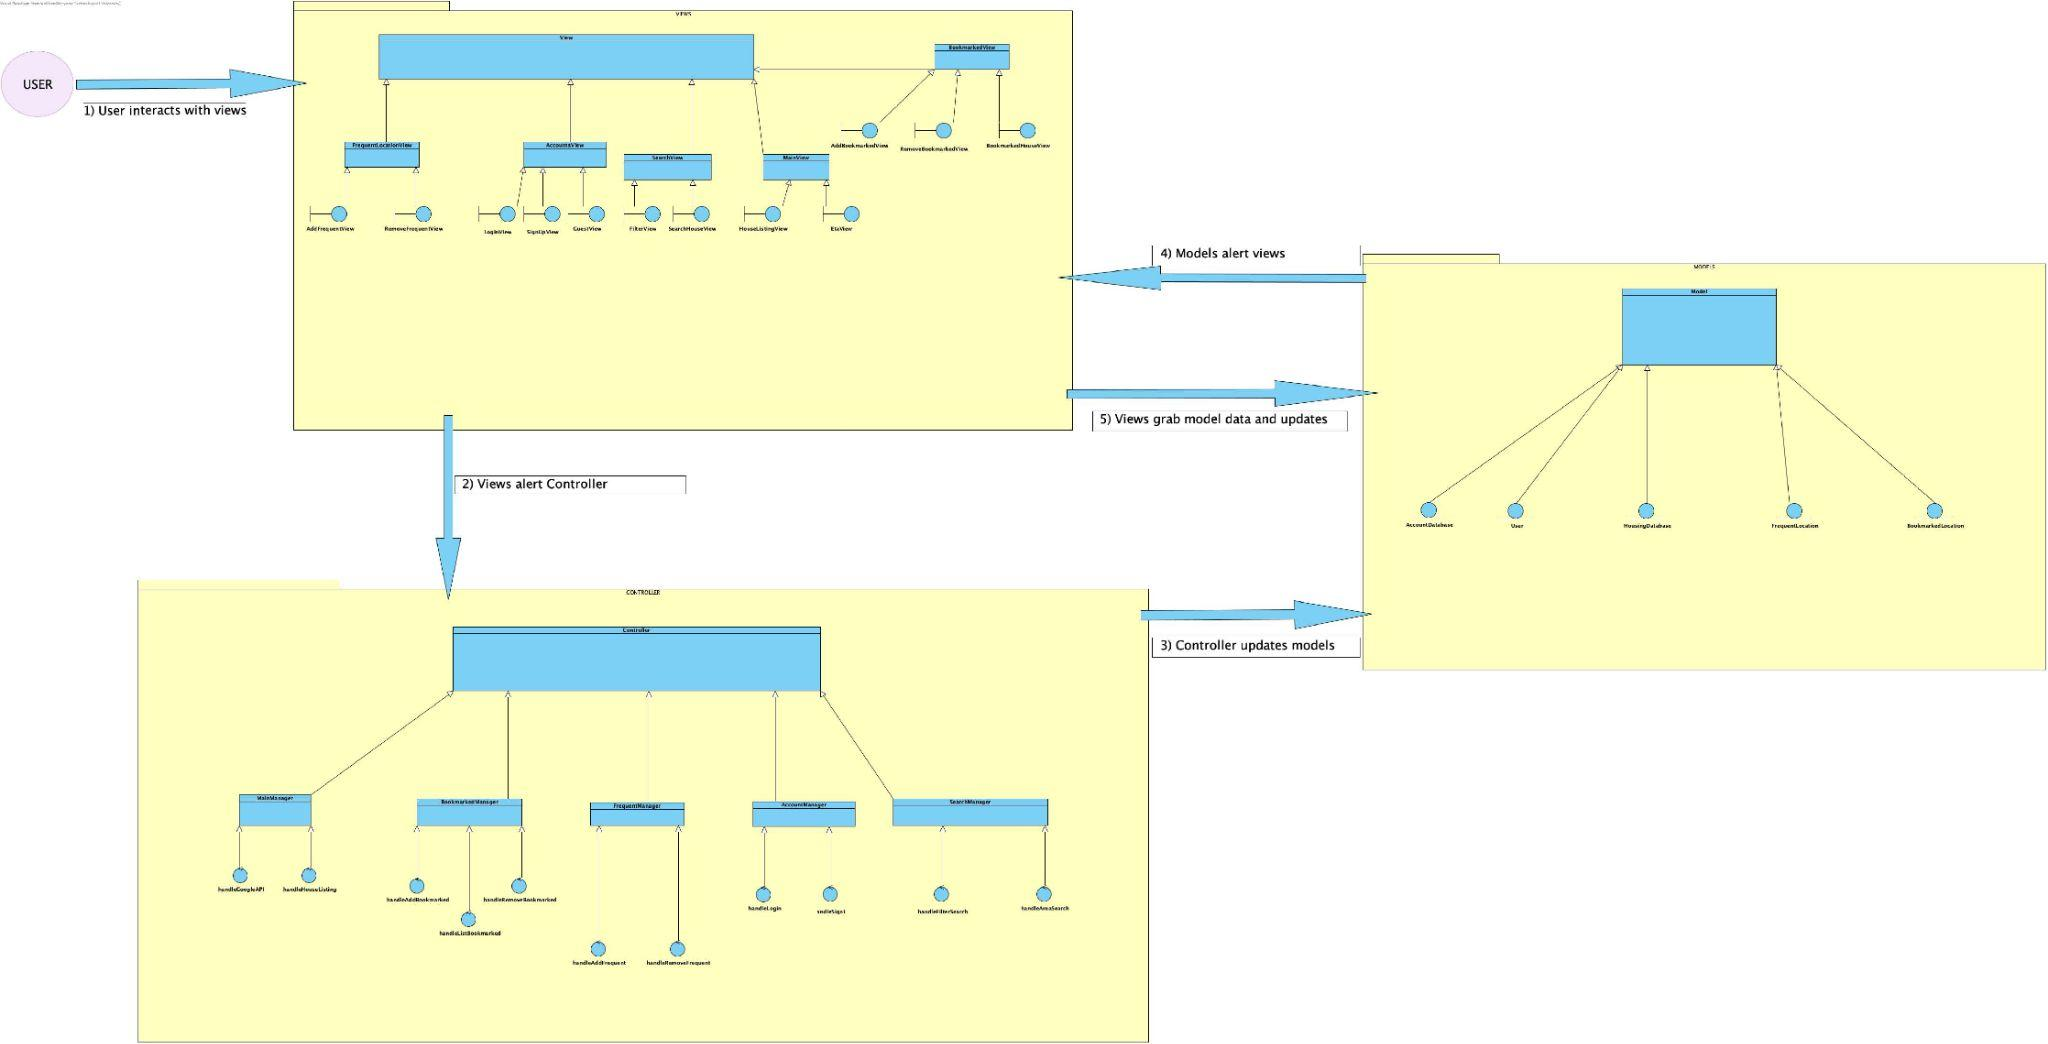 VIEWS
View
BookmarkedView
USER
1) User interacts with views
AddBookmarkedView
RemoveBookmarkedView
BookmarkedHouseView
FrequentLocationView
AccountsView
SearchView
MainView
AddFrequentView
RemoveFrequentView
LoginView
SignUpView
GuestView
FilterView
SearchHouseView
HouseListingView
EtaView
4) Models alert views
MODELS
Model
5) Views grab model data and updates
2) Views alert Controller
AccountDatabase
User
HousingDatabase
FrequentLocation
BookmarkedLocation
CONTROLLER
Controller
3) Controller updates models
MainManager
BookmarkedManager
FrequentManager
AccountManager
SearchManager
handleGoogleAPI
handleHouseListing
handleAddBookmarked
handleRemoveBookmarked
handleListBookmarked
handleLogin
handleFilterSearch
handleAreaSearch
handleAddFrequent
handleRemoveFrequent